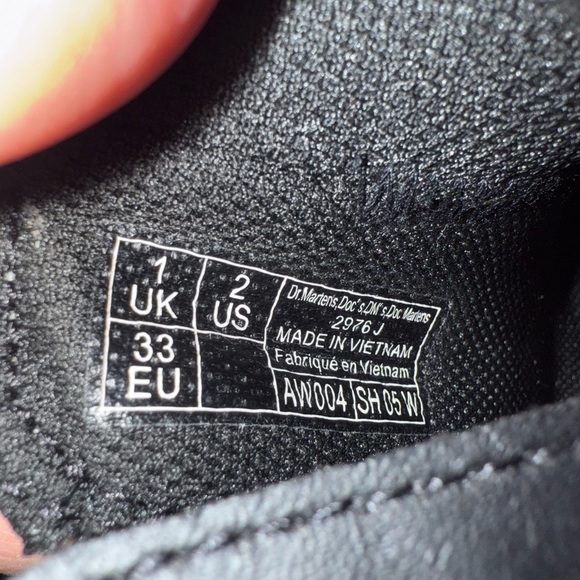 1
UK
2
US
33
EU
Dr.Martens,Doc's,DM's,Doc Martens
2976 J
MADE IN VIETNAM
Fabriqué en Vietnam
AW004
SH 05 W